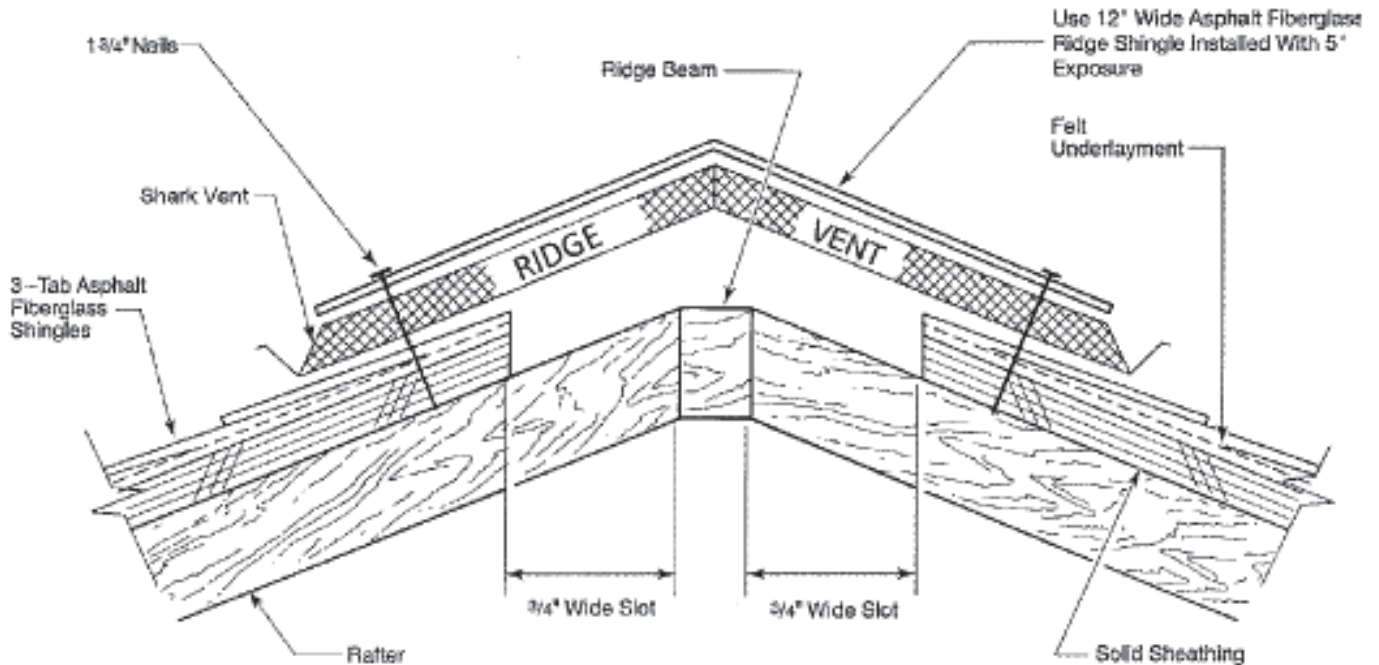 1 3/4" Nails
Ridge Beam
Use 12" Wide Asphalt Fiberglass
Ridge Shingle Installed With 5"
Exposure
Felt
Underlayment
Shark Vent
3-Tab Asphalt
Fiberglass
Shingles
RIDGE
VENT
3/4" Wide Slot
3/4" Wide Slot
Rafter
Solid Sheathing